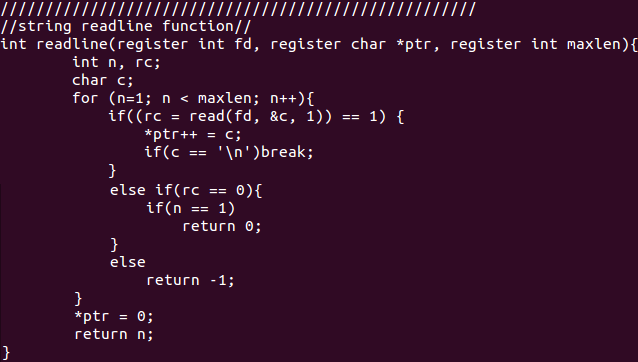 /////////////////////////////////////////////////////
//string readline function//
int readline(register int fd, register char *ptr, register int maxlen){
        int n, rc;
        char c;
        for (n=1; n < maxlen; n++){
            if((rc = read(fd, &c, 1)) == 1) {
                *ptr++ = c;
                if(c == '\n')break;
            }
            else if(rc == 0){
                if(n == 1)
                    return 0;
            }
            else
                return -1;
        }
        *ptr = 0;
        return n;
}